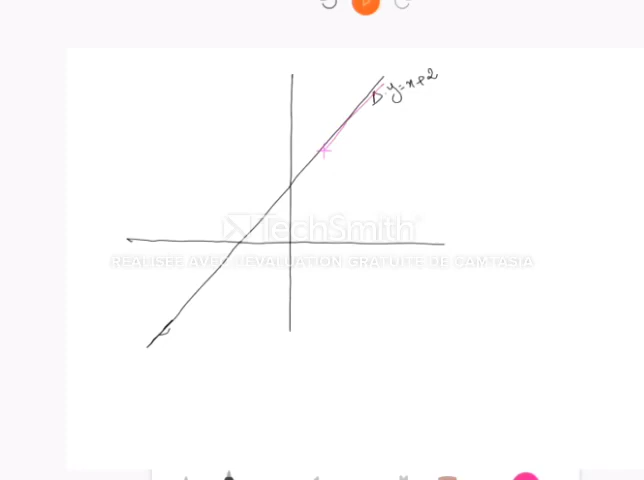 D: y = x + 2
TechSmith
RÉALISÉE AVEC L'ÉVALUATION GRATUITE DE CAMTASIA